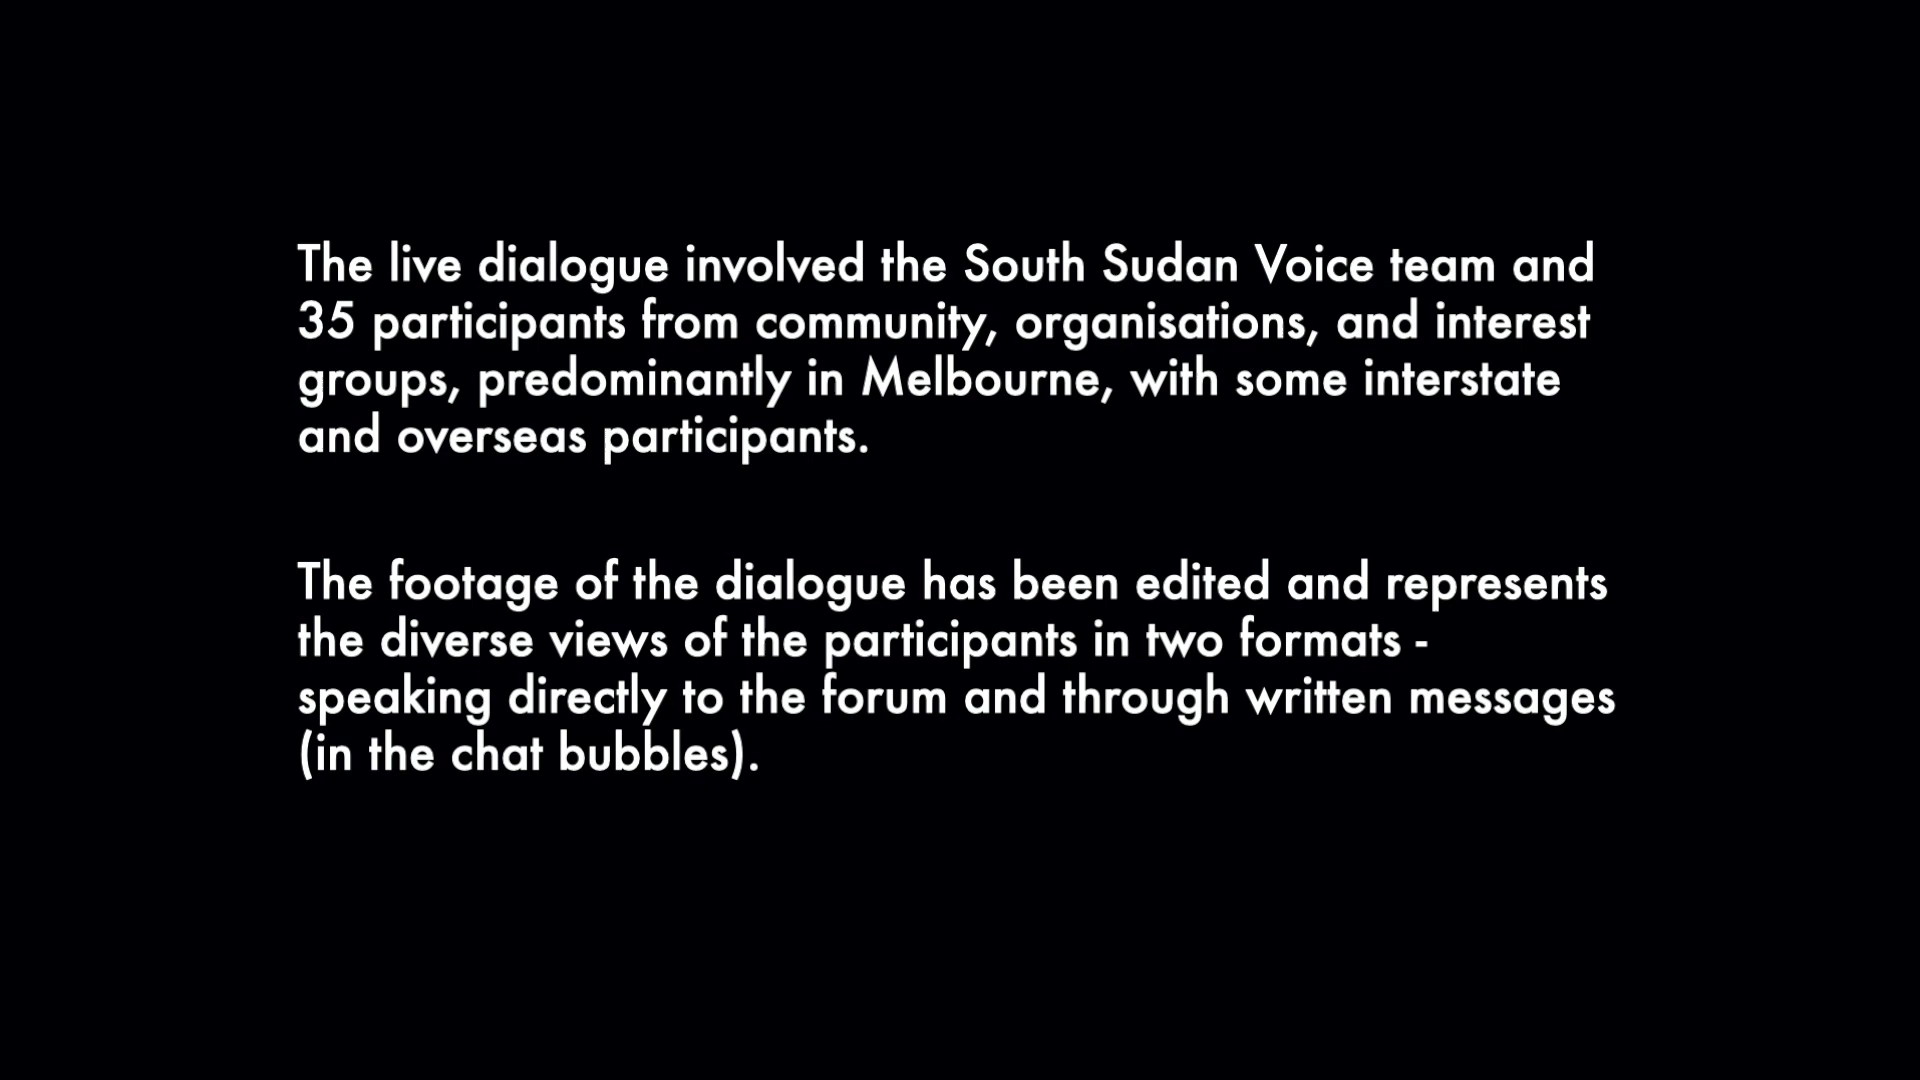 The live dialogue involved the South Sudan Voice team and
35 participants from community, organisations, and interest
groups, predominantly in Melbourne, with some interstate
and overseas participants.
The footage of the dialogue has been edited and represents
the diverse views of the participants in two formats -
speaking directly to the forum and through written messages
(in the chat bubbles).